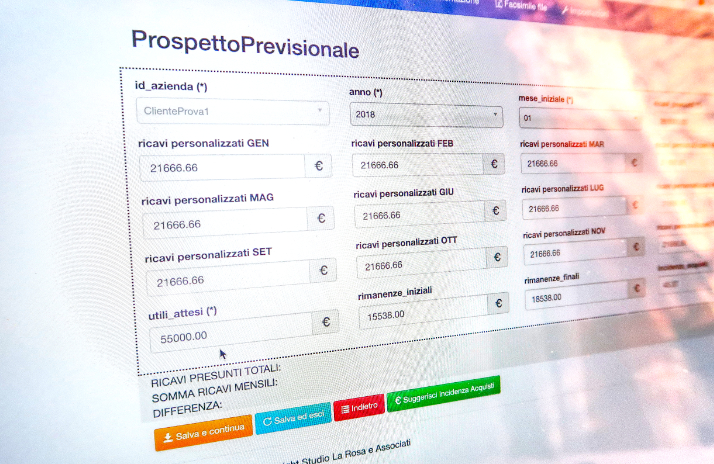 Facsimile file
ProspettoPrevisionale
id_azienda (*) anno (*) mese_iniziale (*)
ClienteProva1 2018 01
ricavi personalizzati GEN ricavi personalizzati FEB ricavi personalizzati MAR
21666.66 € 21666.66 € 21666.66 €
ricavi personalizzati MAG ricavi personalizzati GIU ricavi personalizzati LUG
21666.66 € 21666.66 € 21666.66 €
ricavi personalizzati SET ricavi personalizzati OTT ricavi personalizzati NOV
21666.66 € 21666.66 € 21666.66 €
utili_attesi (*) rimanenze_iniziali rimanenze_finali
55000.00 € 15538.00 € 18538.00 €
RICAVI PRESUNTI TOTALI:
SOMMA RICAVI MENSILI:
DIFFERENZA:
Salva e continua Salva ed esci Indietro € Suggerisci Incidenza Acquisti
Studio La Rosa e Associati